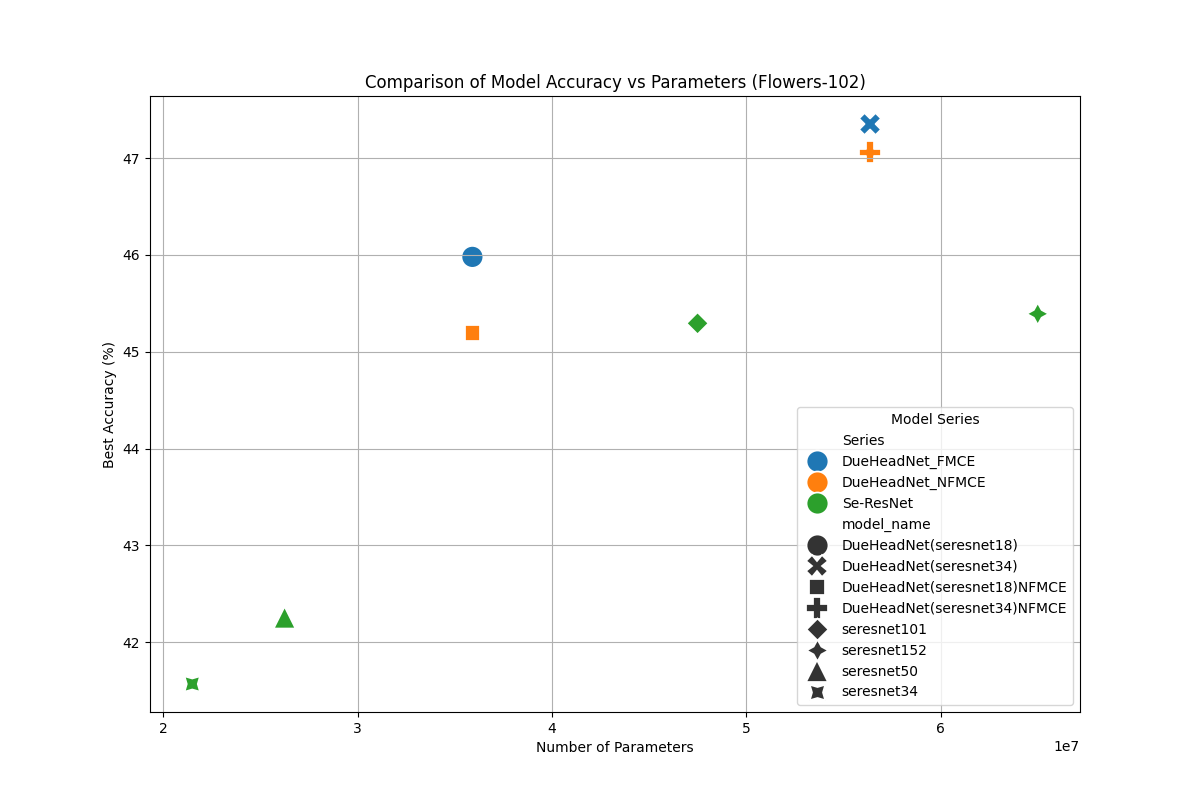 Comparison of Model Accuracy vs Parameters (Flowers-102)
Best Accuracy (%)
47
46
45
44
43
42
Model Series
Series
DueHeadNet_FMCE
DueHeadNet_NFMCE
Se-ResNet
model_name
DueHeadNet(seresnet18)
DueHeadNet(seresnet34)
DueHeadNet(seresnet18)NFMCE
DueHeadNet(seresnet34)NFMCE
seresnet101
seresnet152
seresnet50
seresnet34
2 3 4 5 6
1e7
Number of Parameters